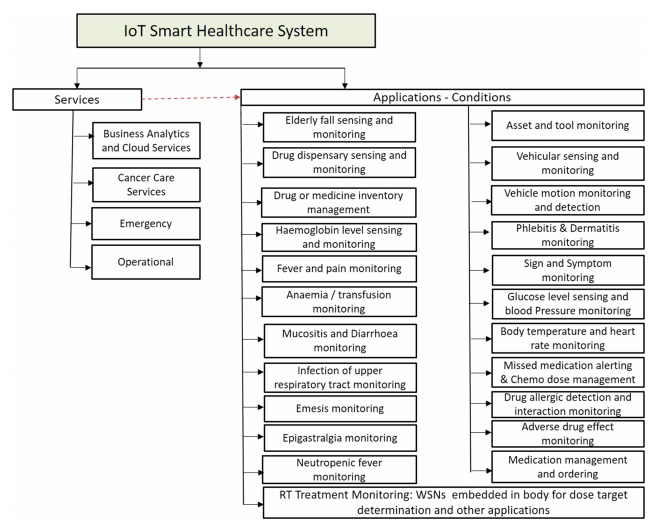 IoT Smart Healthcare System
Services
Business Analytics
and Cloud Services
Cancer Care
Services
Emergency
Operational
Applications - Conditions
Elderly fall sensing and
monitoring
Drug dispensary sensing and
monitoring
Drug or medicine inventory
management
Haemoglobin level sensing
and monitoring
Fever and pain monitoring
Anaemia / transfusion
monitoring
Mucositis and Diarrhoea
monitoring
Infection of upper
respiratory tract monitoring
Emesis monitoring
Epigastralgia monitoring
Neutropenic fever
monitoring
Asset and tool monitoring
Vehicular sensing and
monitoring
Vehicle motion monitoring
and detection
Phlebitis & Dermatitis
monitoring
Sign and Symptom
monitoring
Glucose level sensing and
blood Pressure monitoring
Body temperature and heart
rate monitoring
Missed medication alerting
& Chemo dose management
Drug allergic detection and
interaction monitoring
Adverse drug effect
monitoring
Medication management
and ordering
RT Treatment Monitoring: WSNs embedded in body for dose target
determination and other applications